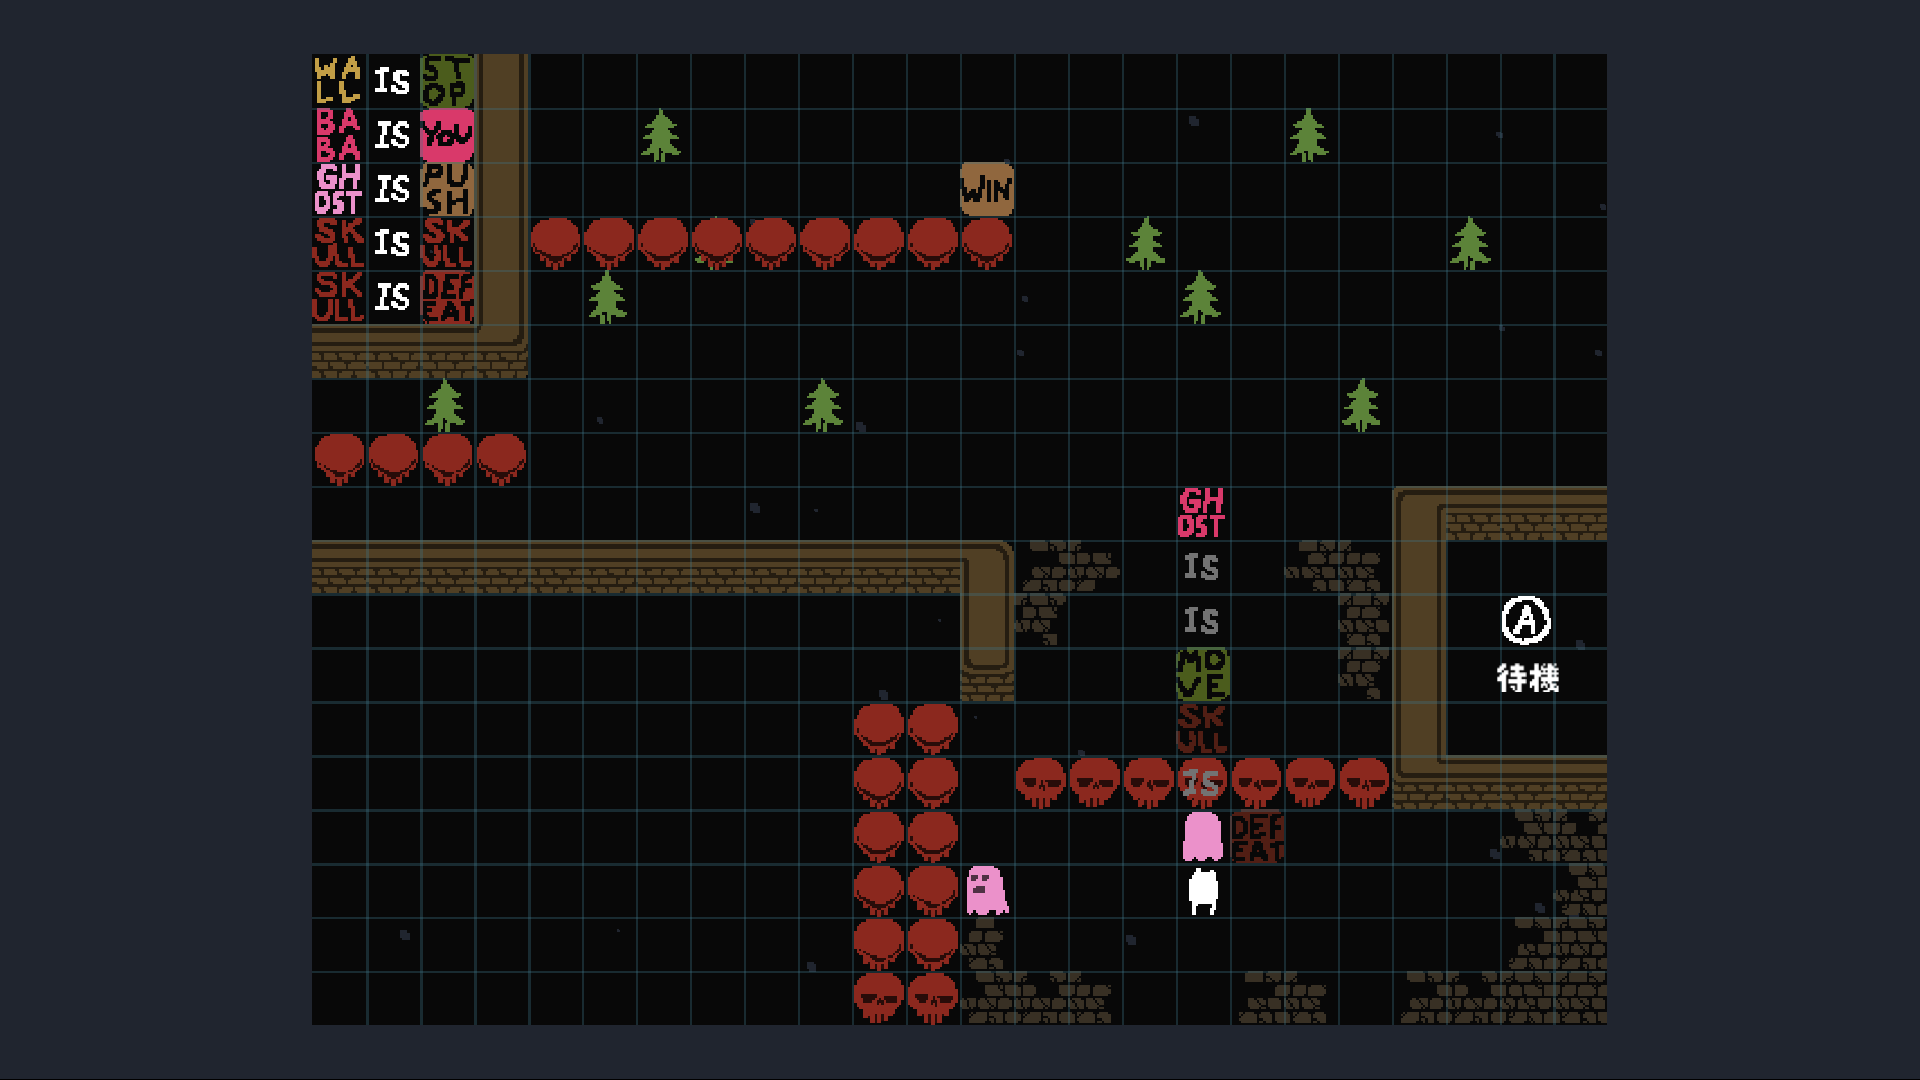 WALL IS STOP
BABA IS YOU
GHOST IS PUSH
WIN
SKULL IS SKULL
SKULL IS DEFEAT
GHOST
IS
IS
A
MOVE
待機
SKULL
IS
DEFEAT